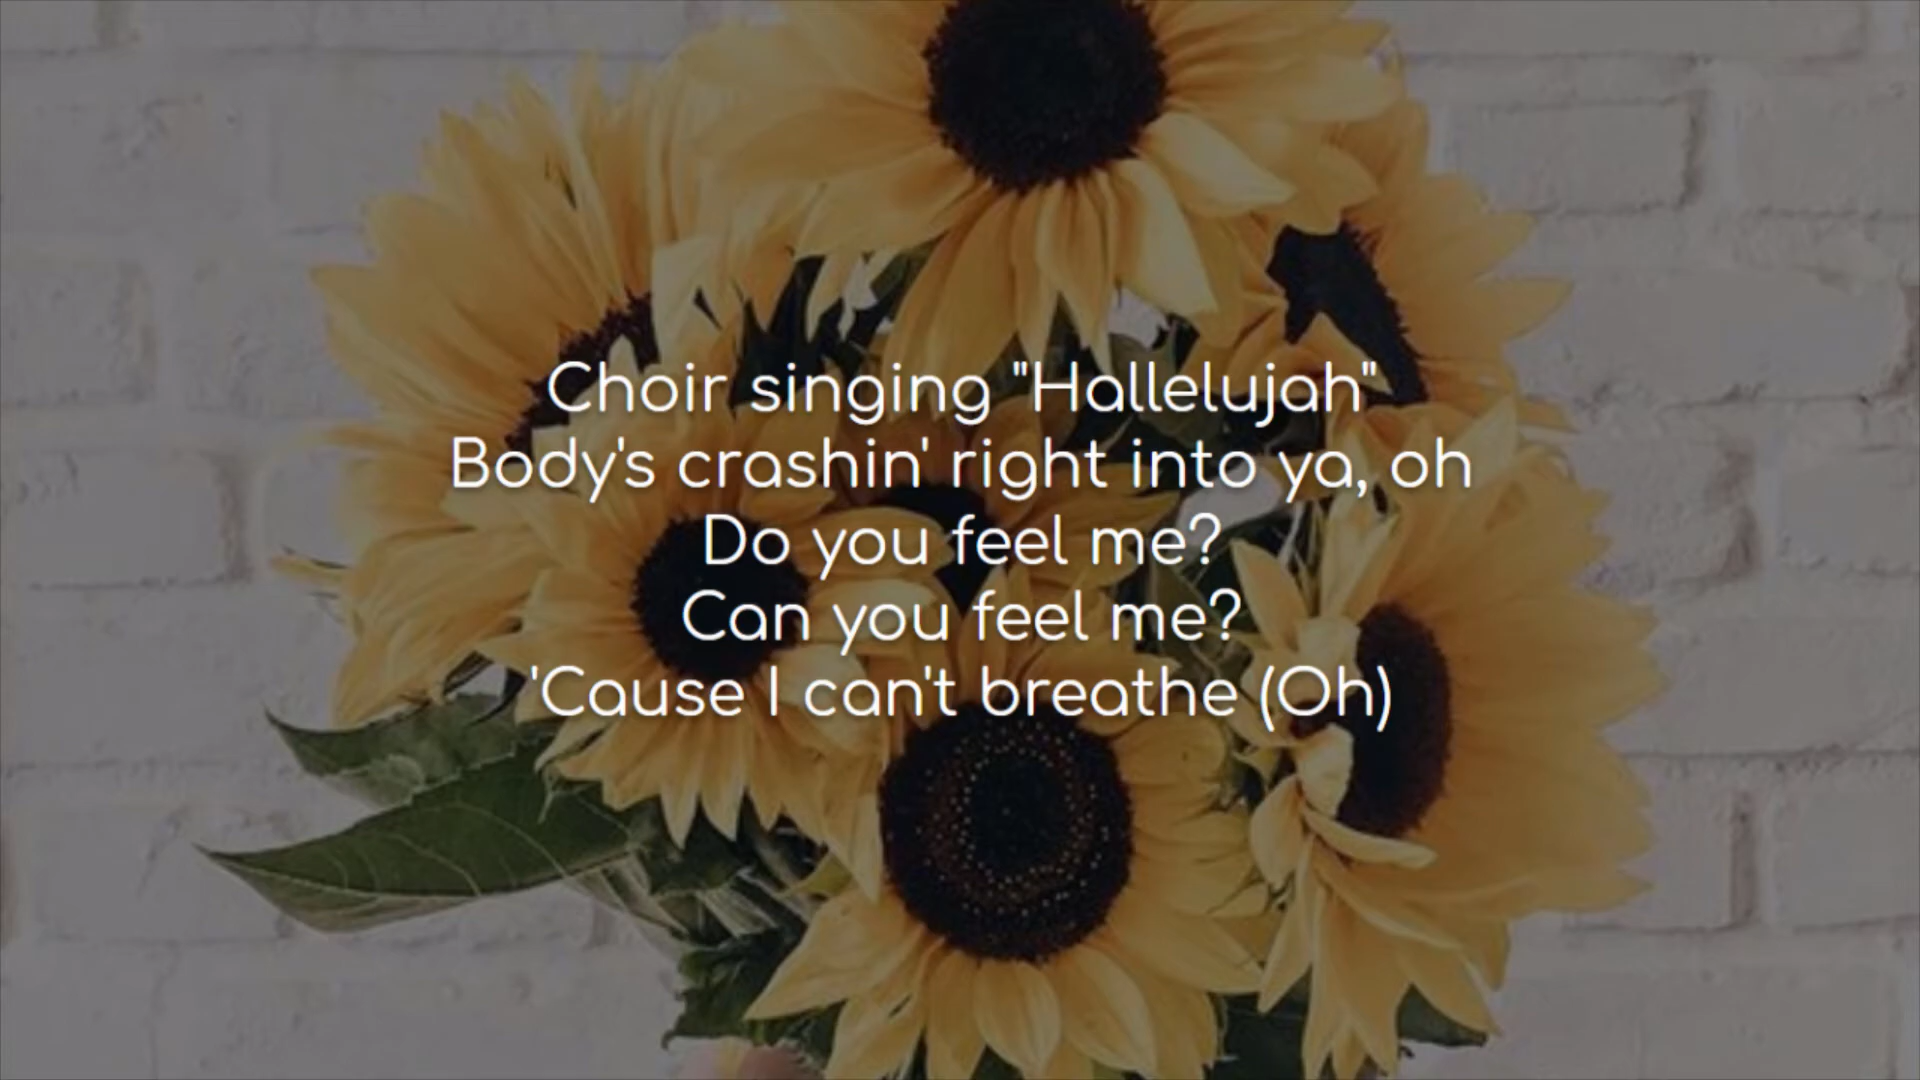 Choir singing "Hallelujah"
Body's crashin' right into ya, oh
Do you feel me?
Can you feel me?
'Cause I can't breathe (Oh)